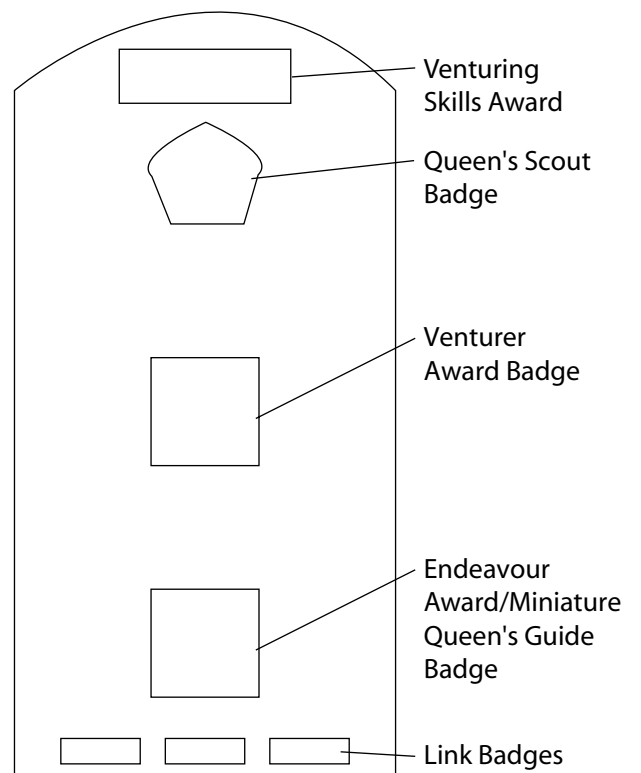 Venturing
Skills Award
Queen's Scout
Badge
Venturer
Award Badge
Endeavour
Award/Miniature
Queen's Guide
Badge
Link Badges